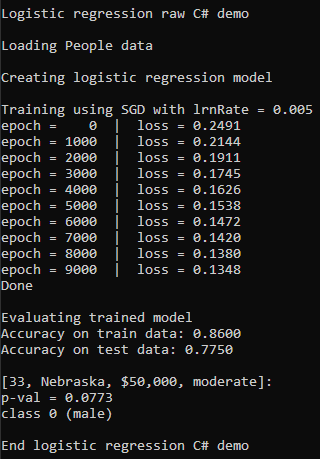 Logistic regression raw C# demo
Loading People data
Creating logistic regression model
Training using SGD with lrnRate = 0.005
epoch =    0  |  loss = 0.2491
epoch = 1000  |  loss = 0.2144
epoch = 2000  |  loss = 0.1911
epoch = 3000  |  loss = 0.1745
epoch = 4000  |  loss = 0.1626
epoch = 5000  |  loss = 0.1538
epoch = 6000  |  loss = 0.1472
epoch = 7000  |  loss = 0.1420
epoch = 8000  |  loss = 0.1380
epoch = 9000  |  loss = 0.1348
Done
Evaluating trained model
Accuracy on train data: 0.8600
Accuracy on test data: 0.7750
[33, Nebraska, $50,000, moderate]:
p-val = 0.0773
class 0 (male)
End logistic regression C# demo